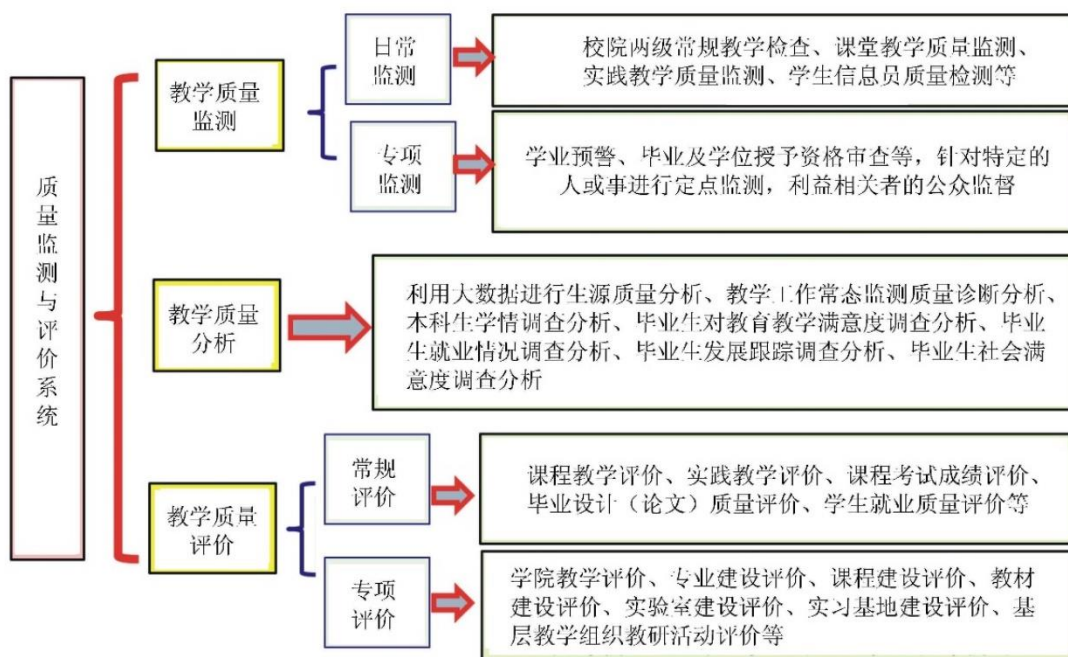 质量监测与评价系统
教学质量
监测
日常
监测
校院两级常规教学检查、课堂教学质量监测、
实践教学质量监测、学生信息员质量检测等
专项
监测
学业预警、毕业及学位授予资格审查等，针对特定的
人或事进行定点监测，利益相关者的公众监督
教学质量
分析
利用大数据进行生源质量分析、教学工作常态监测质量诊断分析、
本科生学情调查分析、毕业生对教育教学满意度调查分析、毕业
生就业情况调查分析、毕业生发展跟踪调查分析、毕业生社会满
意度调查分析
教学质量
评价
常规
评价
课程教学评价、实践教学评价、课程考试成绩评价、
毕业设计（论文）质量评价、学生就业质量评价等
专项
评价
学院教学评价、专业建设评价、课程建设评价、教材
建设评价、实验室建设评价、实习基地建设评价、基
层教学组织教研活动评价等